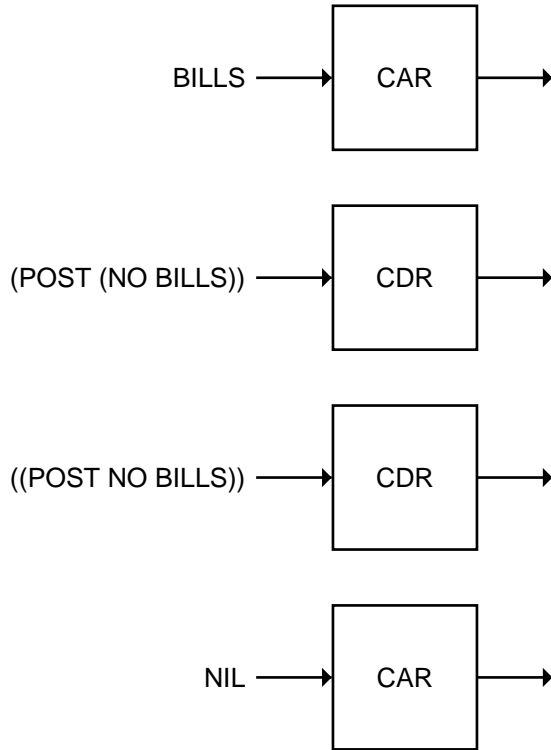 BILLS CAR
(POST (NO BILLS)) CDR
((POST NO BILLS)) CDR
NIL CAR